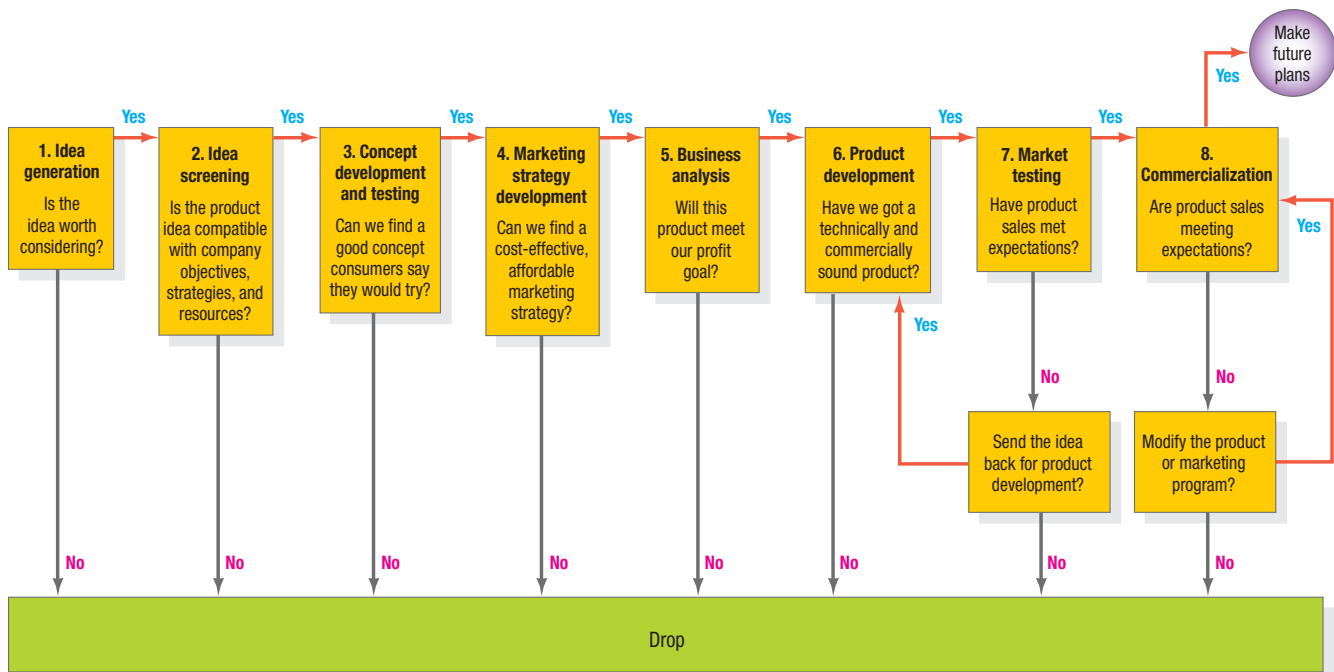 Make
future
plans
Yes
Yes
Yes
Yes
Yes
Yes
Yes
Yes
Yes
1. Idea
generation
Is the
idea worth
considering?
2. Idea
screening
Is the product
idea compatible
with company
objectives,
strategies, and
resources?
3. Concept
development
and testing
Can we find a
good concept
consumers say
they would try?
4. Marketing
strategy
development
Can we find a
cost-effective,
affordable
marketing
strategy?
5. Business
analysis
Will this
product meet
our profit
goal?
6. Product
development
Have we got a
technically and
commercially
sound product?
7. Market
testing
Have product
sales met
expectations?
8.
Commercialization
Are product sales
meeting
expectations?
Yes
Yes
No
No
Send the idea
back for product
development?
Modify the product
or marketing
program?
No
No
No
No
No
No
No
No
Drop